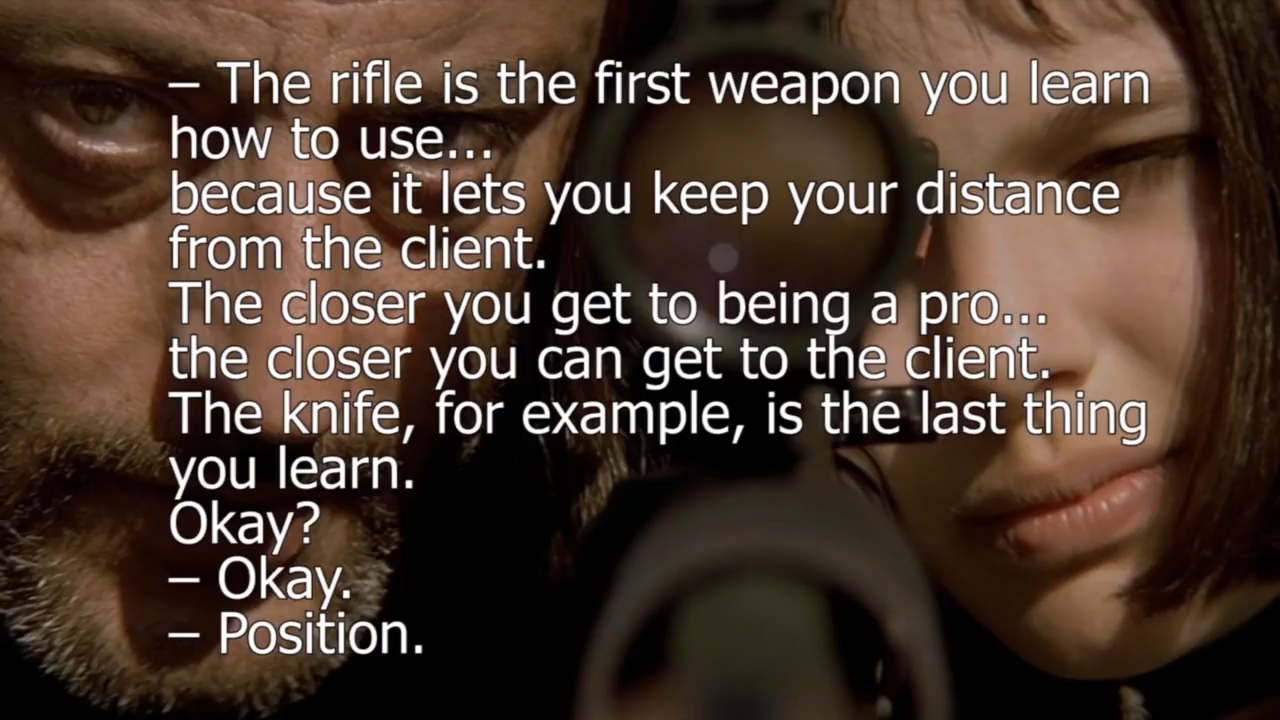 – The rifle is the first weapon you learn
how to use...
because it lets you keep your distance
from the client.
The closer you get to being a pro...
the closer you can get to the client.
The knife, for example, is the last thing
you learn.
Okay?
– Okay.
– Position.